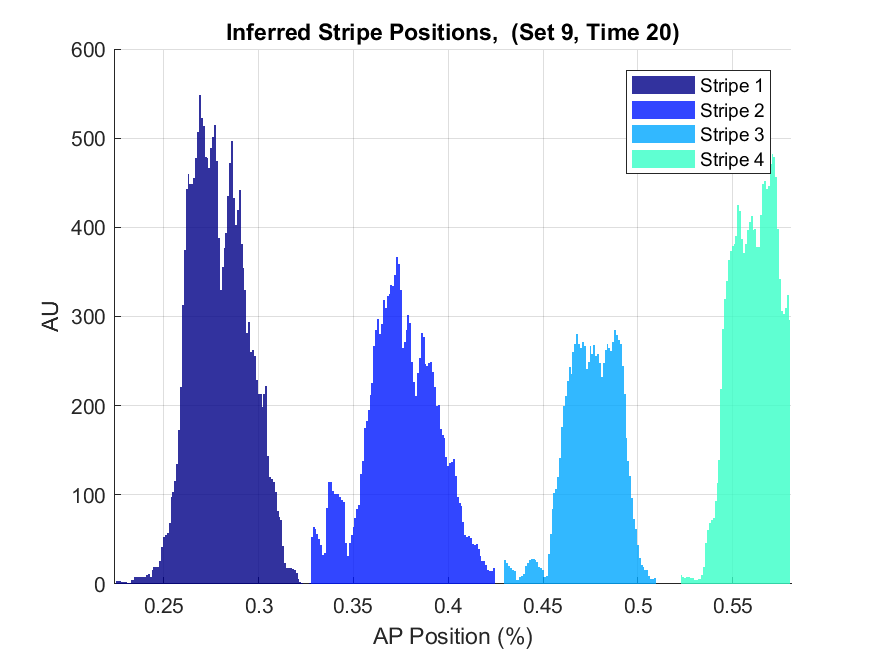 Inferred Stripe Positions,  (Set 9, Time 20)
600
500
400
300
200
100
0
AU
0.25
0.3
0.35
0.4
0.45
0.5
0.55
AP Position (%)
Stripe 1
Stripe 2
Stripe 3
Stripe 4